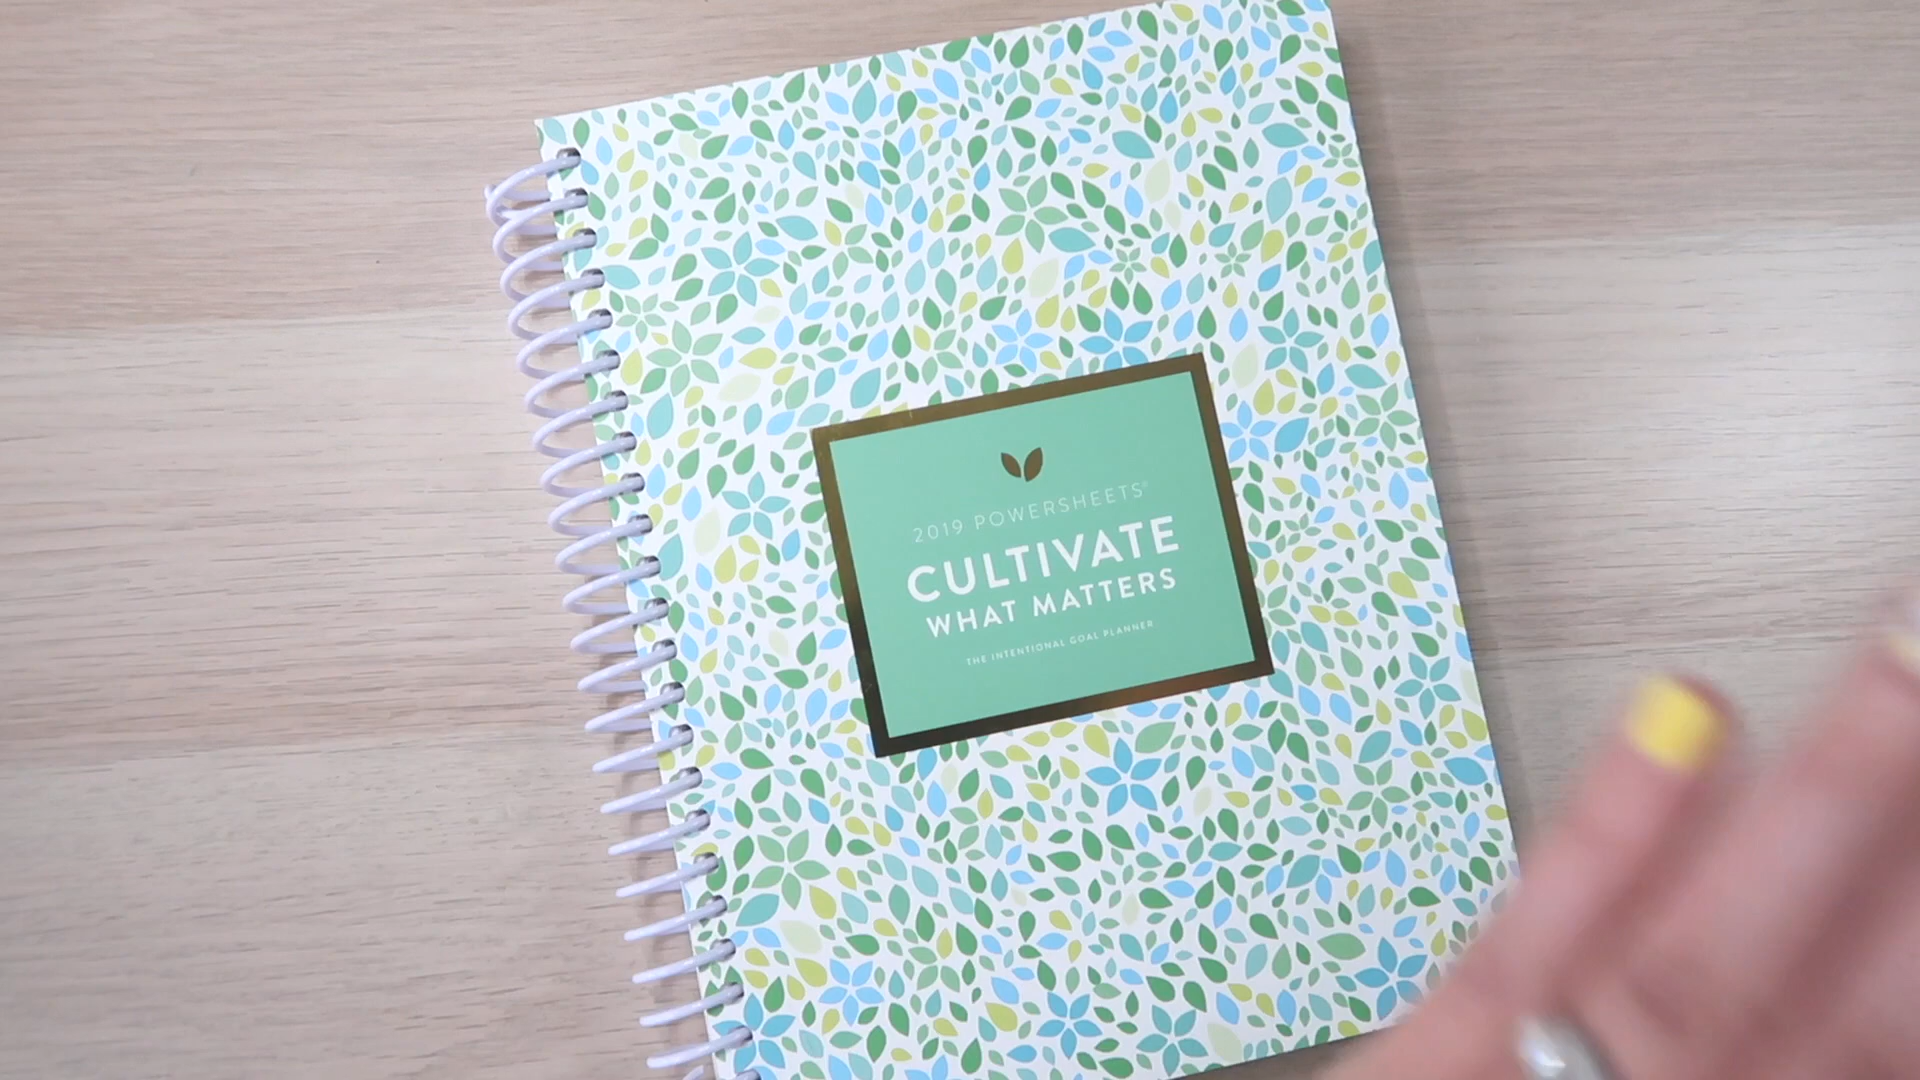 2019 POWERSHEETS®
CULTIVATE
WHAT MATTERS
THE INTENTIONAL GOAL PLANNER